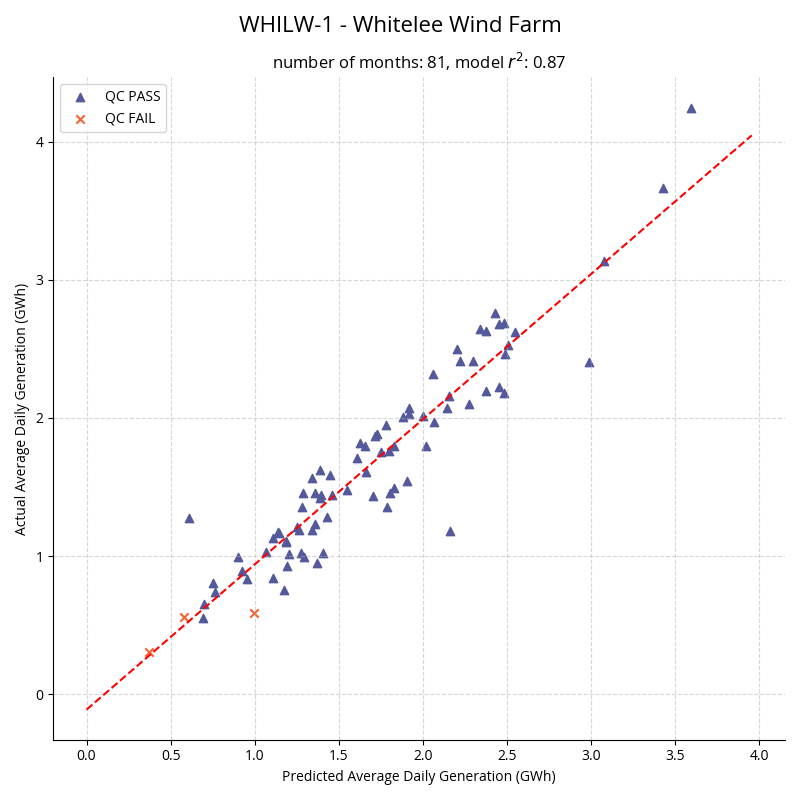 WHILW-1 - Whitelee Wind Farm
number of months: 81, model r²: 0.87
QC PASS
QC FAIL
4
3
2
1
0
Actual Average Daily Generation (GWh)
0.0 0.5 1.0 1.5 2.0 2.5 3.0 3.5 4.0
Predicted Average Daily Generation (GWh)